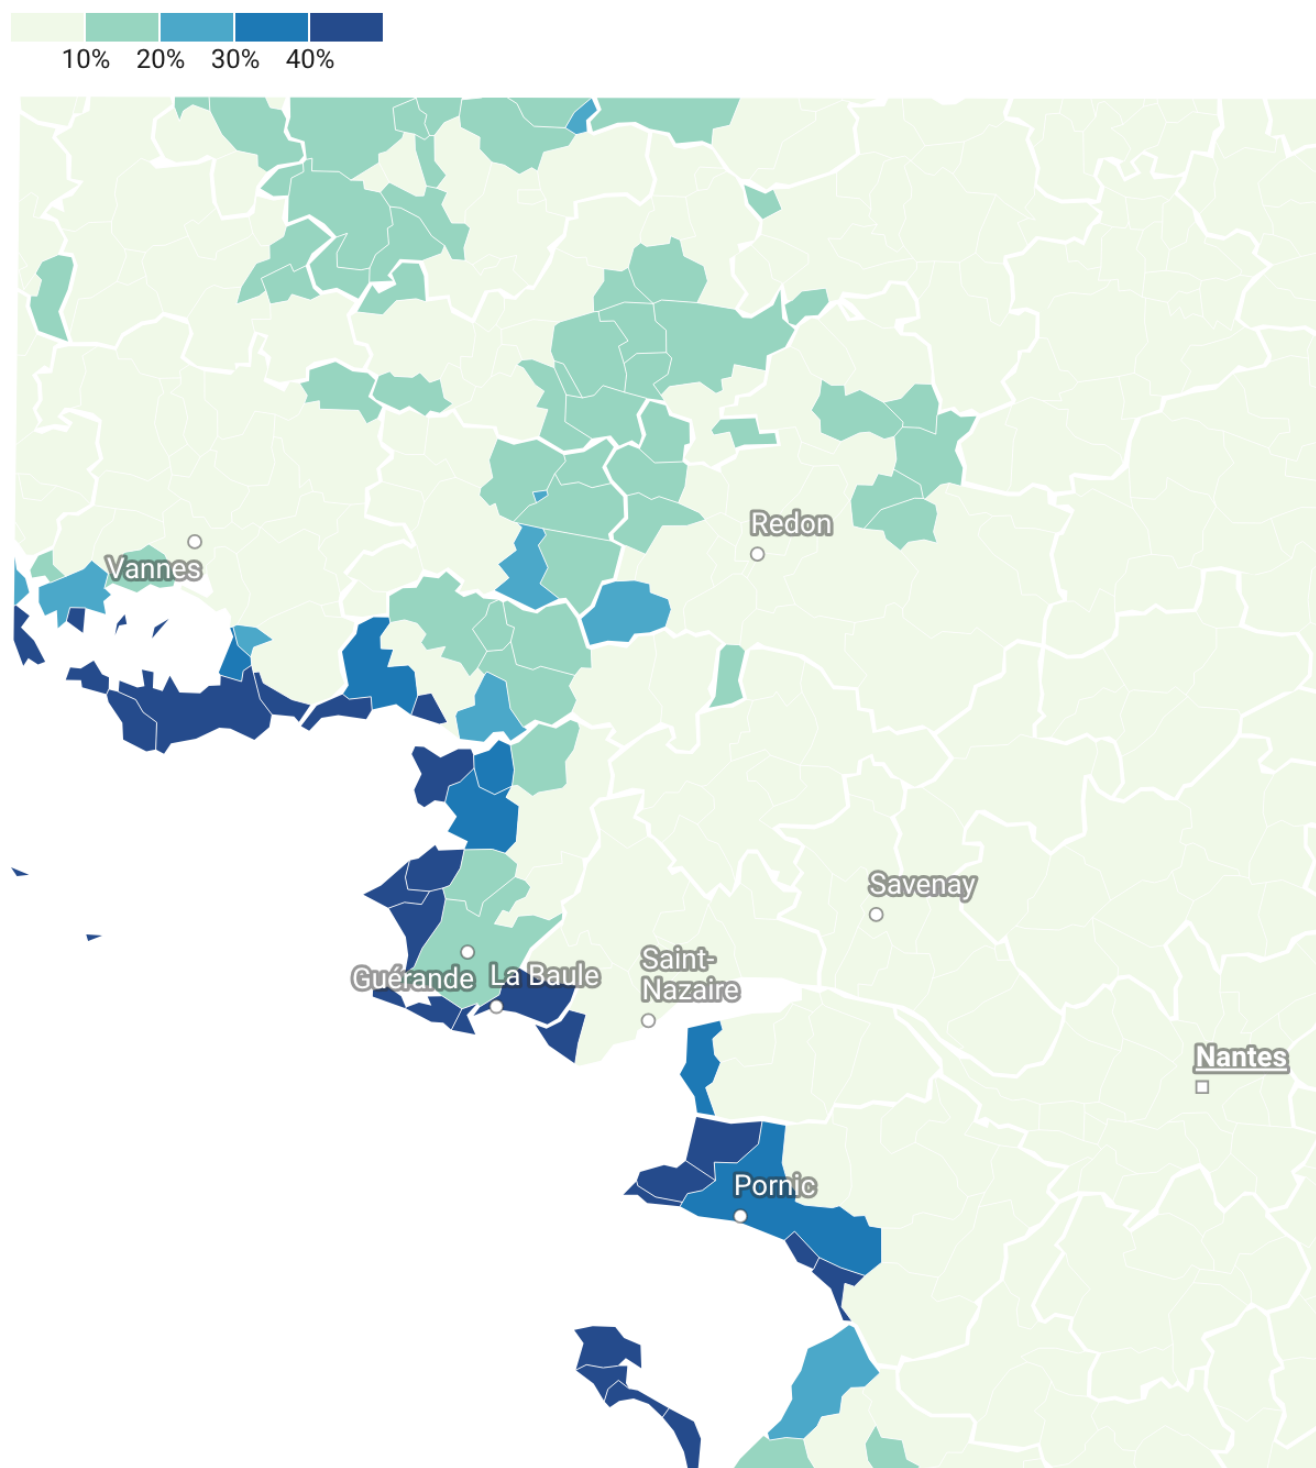 10% 20% 30% 40%
Redon
Vannes
Savenay
Saint-
Nazaire
Guérande
La Baule
Nantes
Pornic